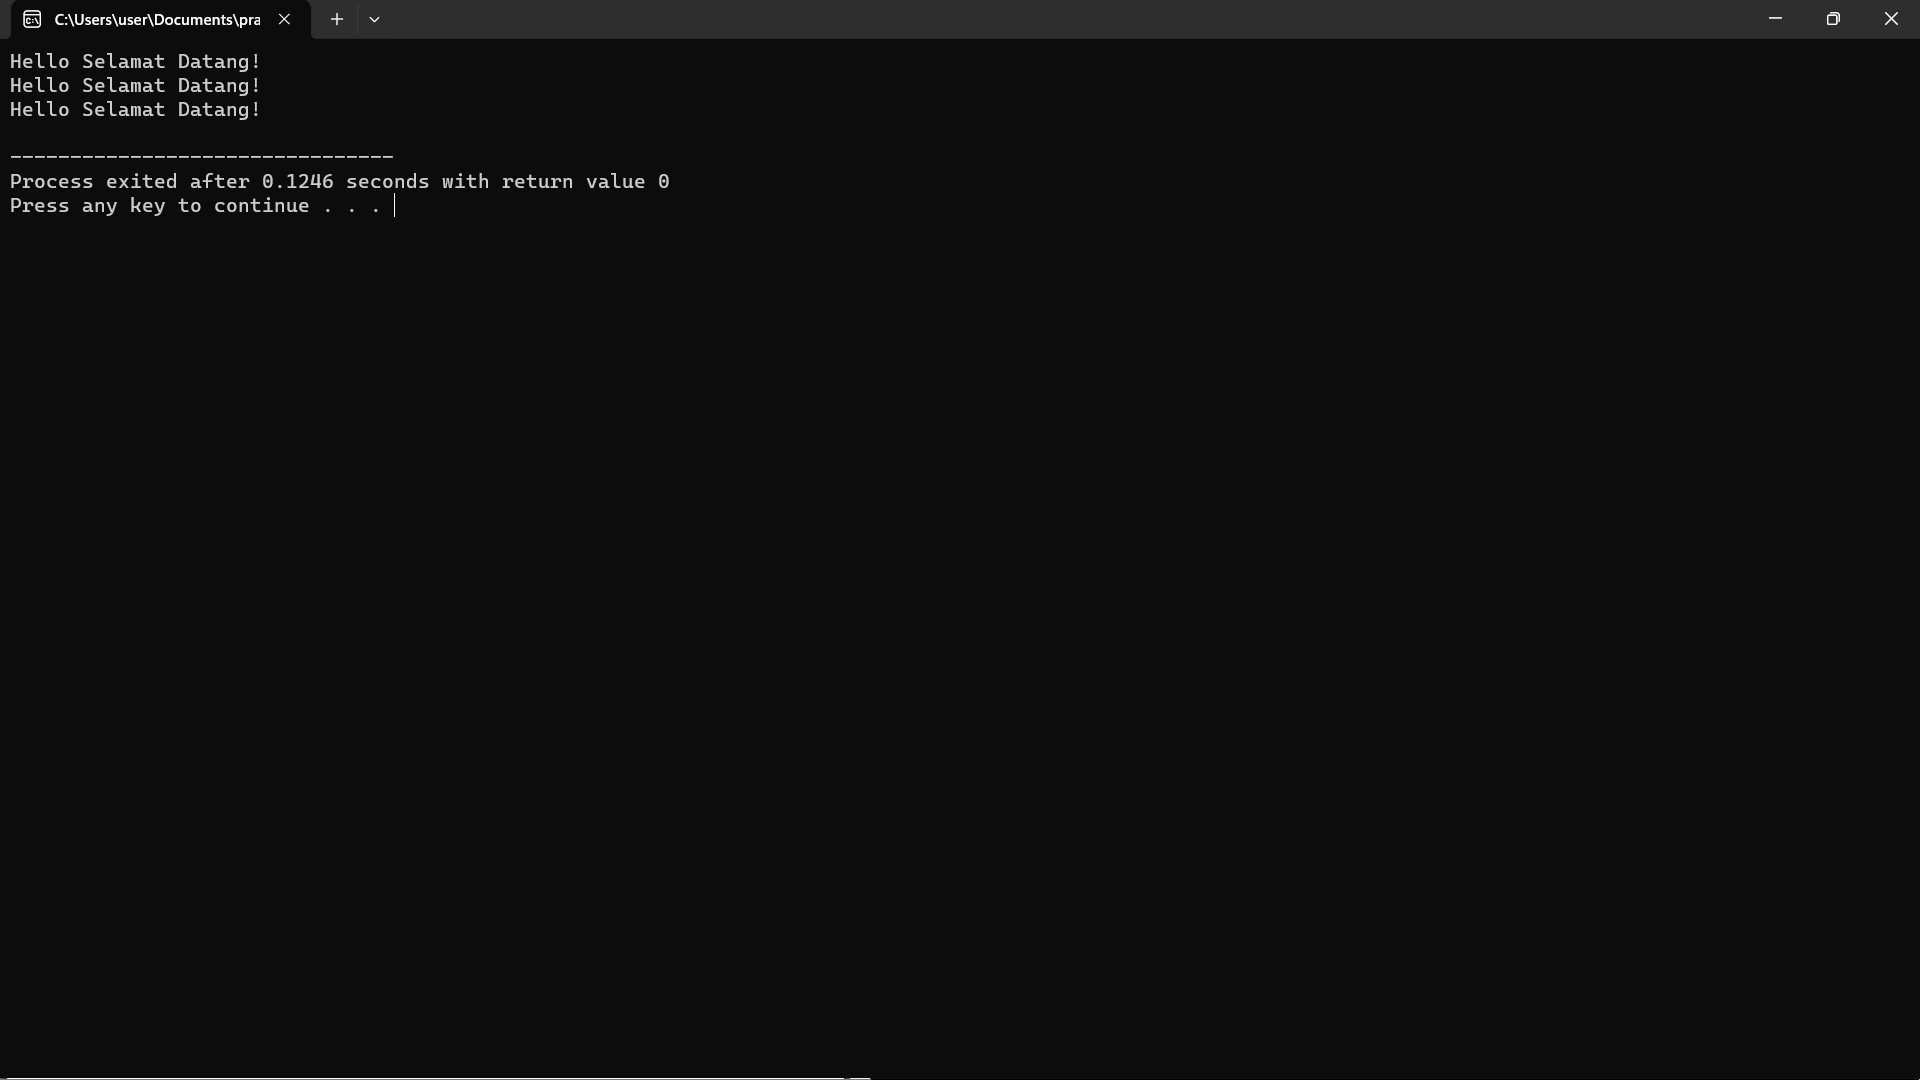 C:\Users\user\Documents\pra
Hello Selamat Datang!
Hello Selamat Datang!
Hello Selamat Datang!
--------------------------------
Process exited after 0.1246 seconds with return value 0
Press any key to continue . . .